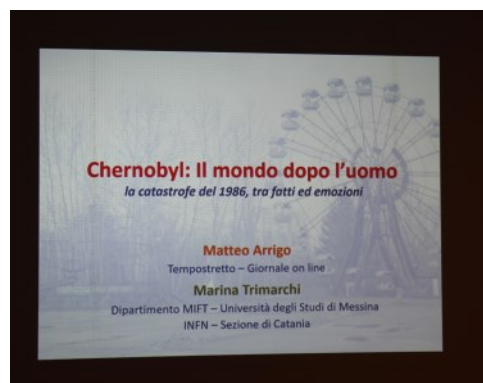 Chernobyl: Il mondo dopo l'uomo
la catastrofe del 1986, tra fatti ed emozioni
Matteo Arrigo
Tempostretto – Giornale on line
Marina Trimarchi
Dipartimento MIFT – Università degli Studi di Messina
INFN – Sezione di Catania